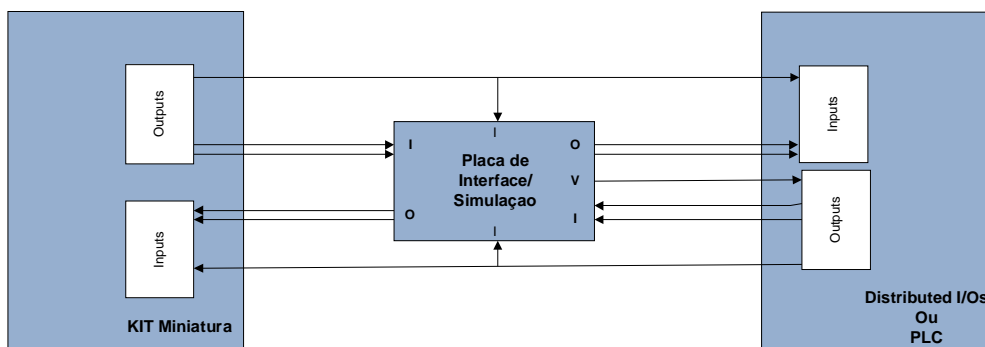 Outputs
Inputs
KIT Miniatura
I
I
O
Placa de
Interface/
Simulaçao
O
V
I
I
Inputs
Outputs
Distributed I/Os
Ou
PLC